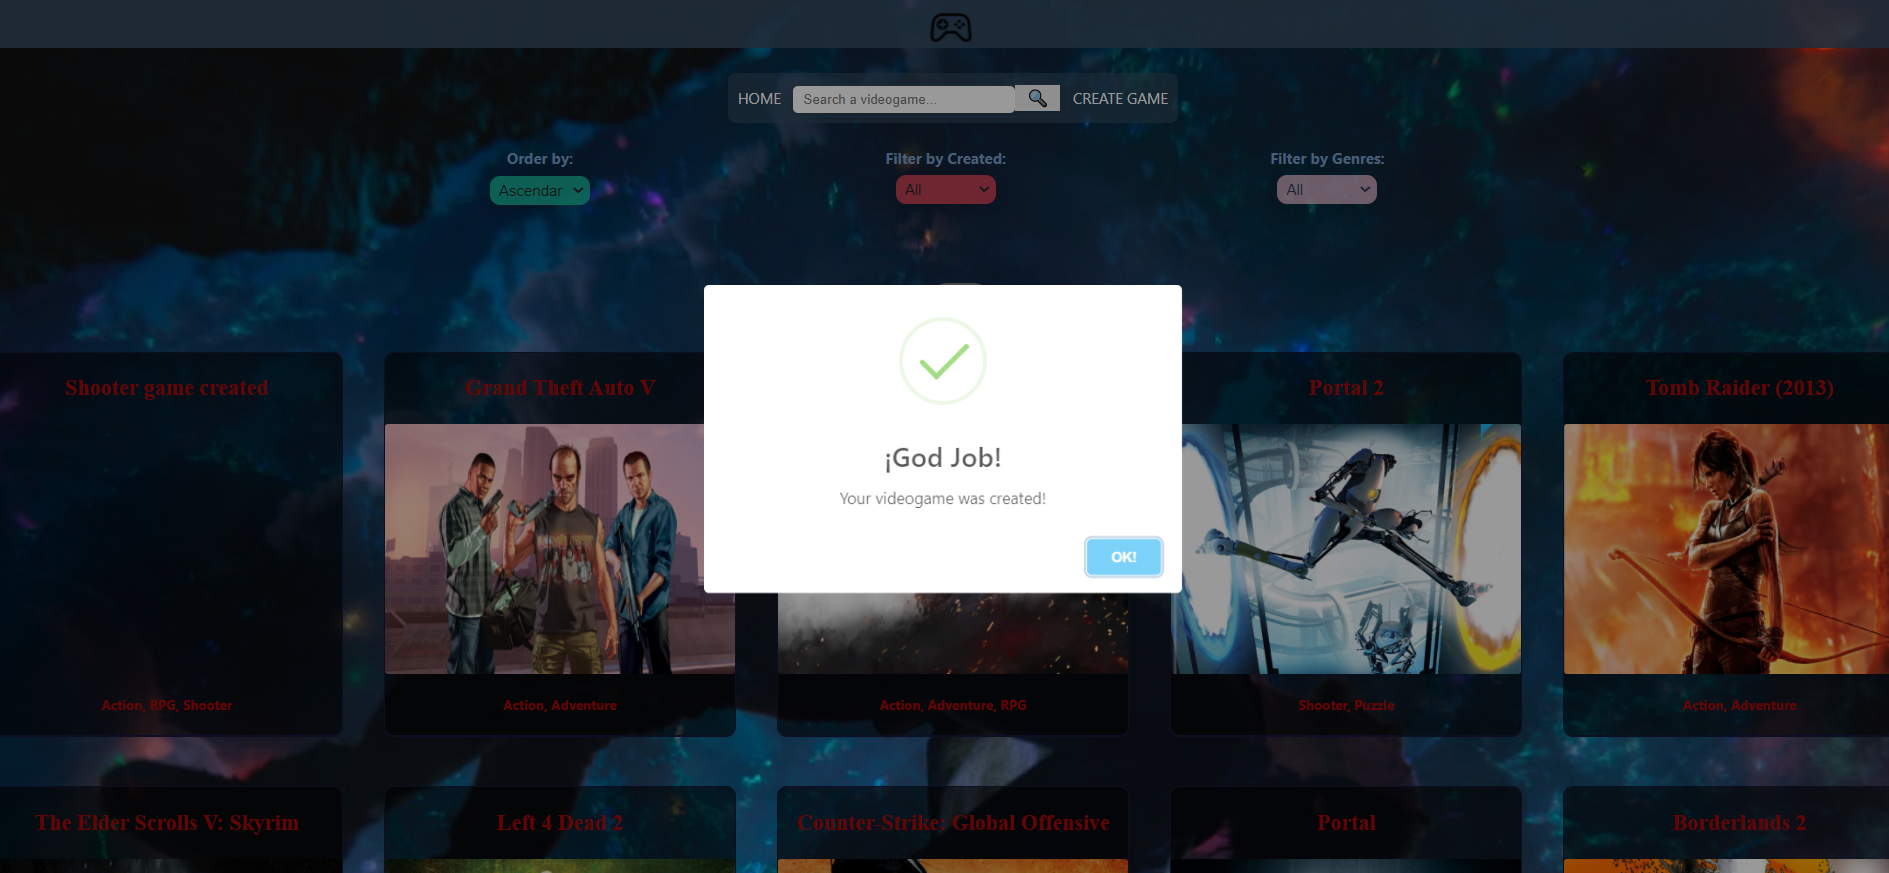 HOME
Search a videogame...
CREATE GAME
Order by:
Filter by Created:
Filter by Genres:
Ascendar
All
All
Shooter game created
Grand Theft Auto V
Portal 2
Tomb Raider (2013)
¡God Job!
Your videogame was created!
OK!
Action, RPG, Shooter
Action, Adventure
Action, Adventure, RPG
Shooter, Puzzle
Action, Adventure
The Elder Scrolls V: Skyrim
Left 4 Dead 2
Counter-Strike: Global Offensive
Portal
Borderlands 2